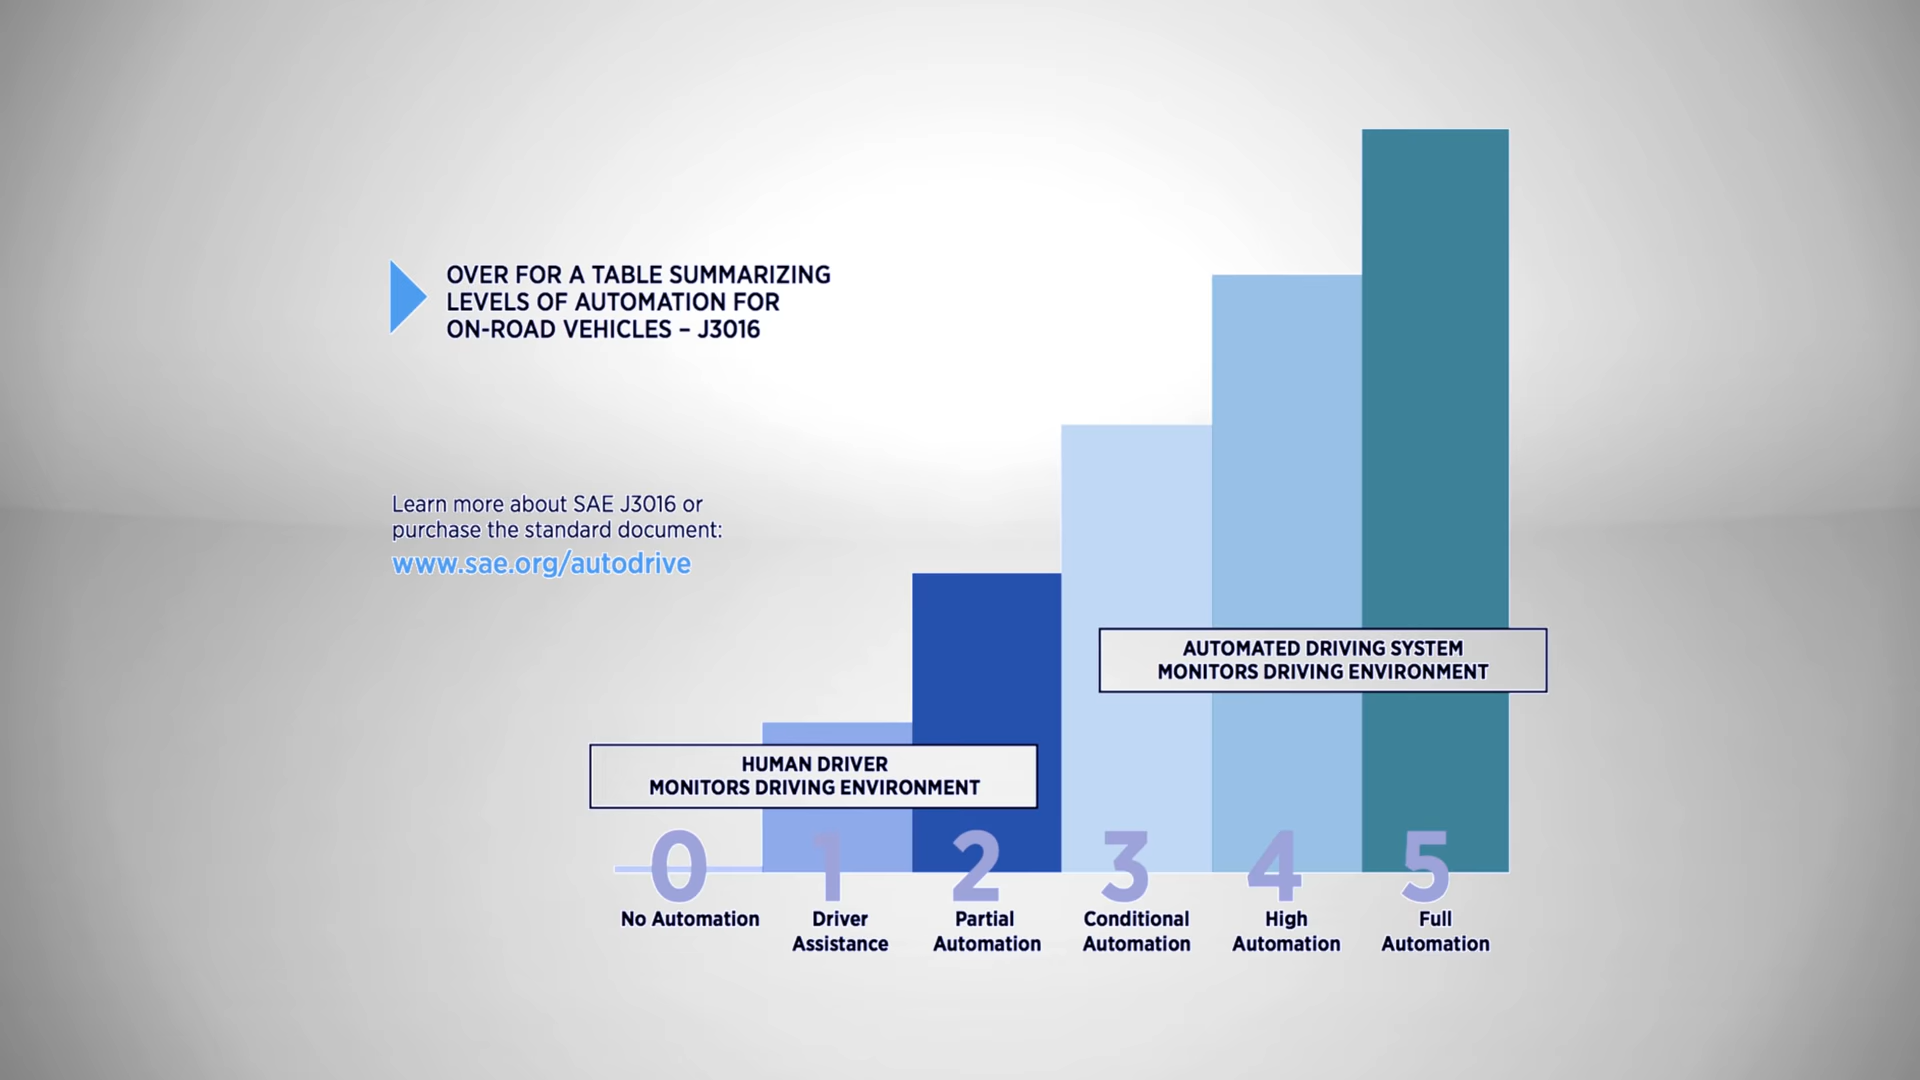 OVER FOR A TABLE SUMMARIZING
LEVELS OF AUTOMATION FOR
ON-ROAD VEHICLES – J3016
Learn more about SAE J3016 or
purchase the standard document:
www.sae.org/autodrive
AUTOMATED DRIVING SYSTEM
MONITORS DRIVING ENVIRONMENT
HUMAN DRIVER
MONITORS DRIVING ENVIRONMENT
0 1 2 3 4 5
No Automation
Driver
Assistance
Partial
Automation
Conditional
Automation
High
Automation
Full
Automation